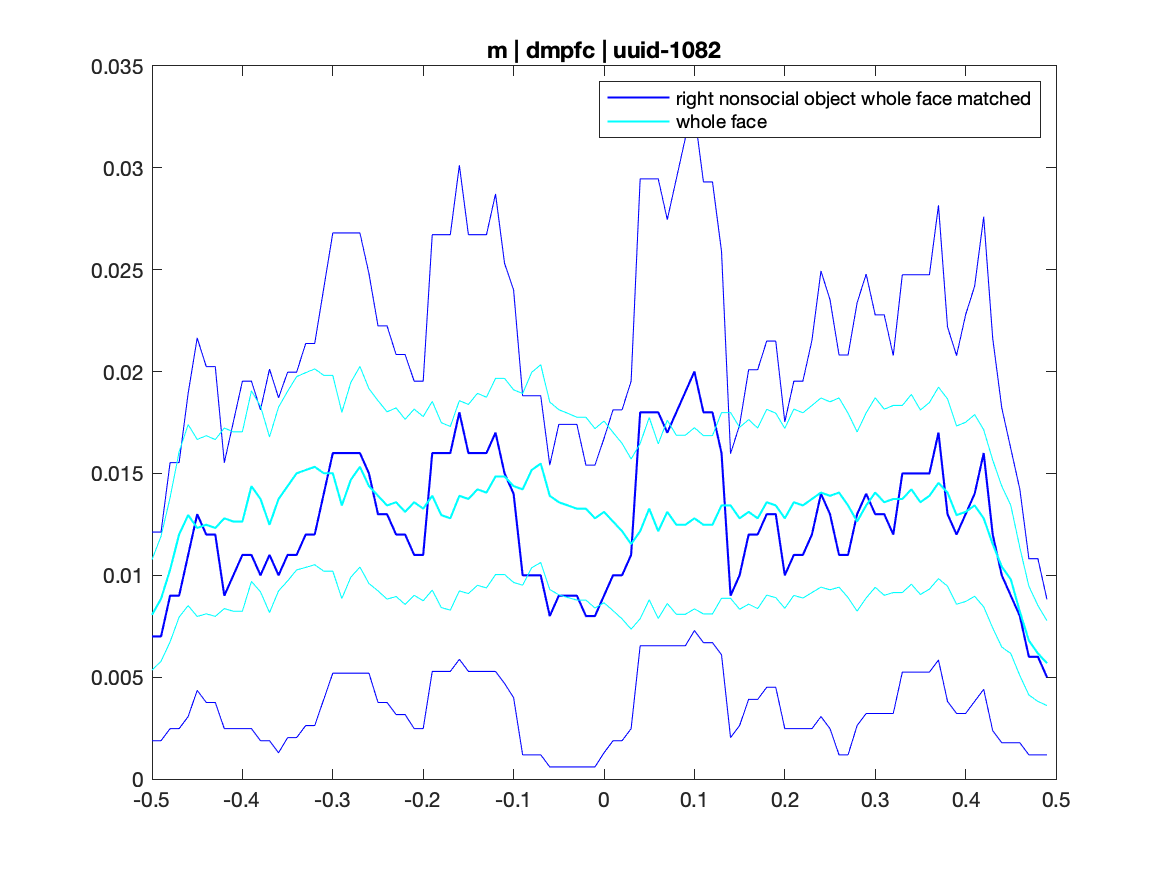 m | dmpfc | uuid-1082
0.035
0.03
0.025
0.02
0.015
0.01
0.005
0
right nonsocial object whole face matched
whole face
-0.5 -0.4 -0.3 -0.2 -0.1 0 0.1 0.2 0.3 0.4 0.5